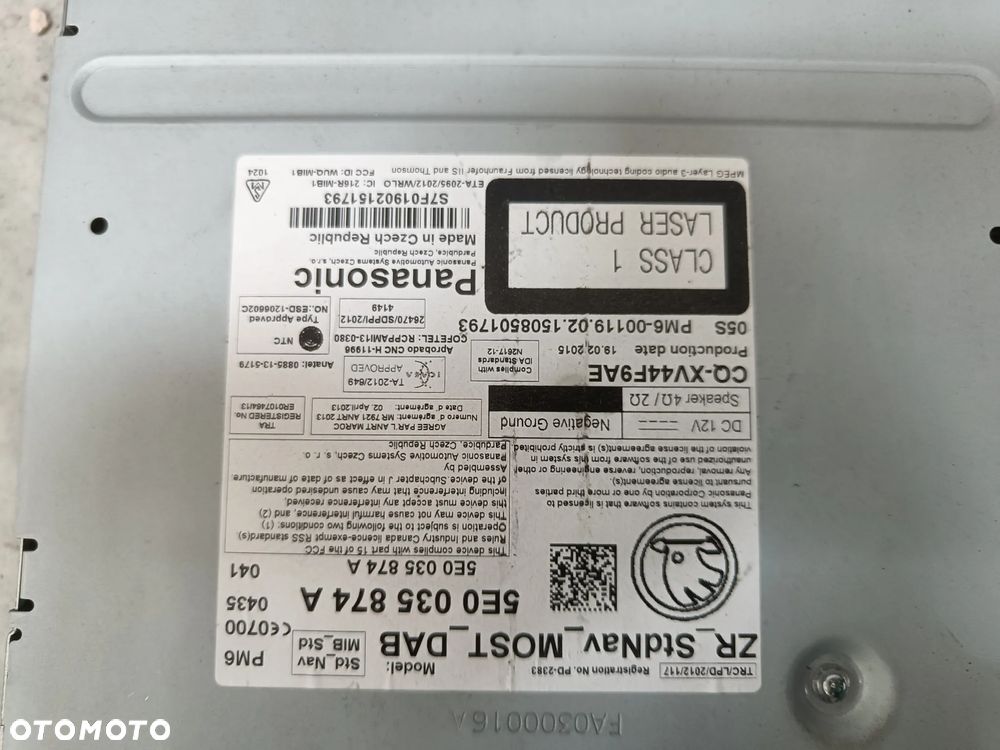 TRC/LPD/2012/117
Registration No. PD-2383
Model:
Std_Nav
MIB_Std
PM6
ZR_StdNav_MOST_DAB
CE0700
0435
5E0 035 874 A
5E0 035 874 A
041
This system contains software that is licensed to
Panasonic Corporation by one or more third parties
pursuant to license agreement(s).
Any removal, reproduction, reverse engineering or other
unauthorized use of the software from this system in
violation of the license agreement(s) is strictly prohibited.
This device complies with part 15 of the FCC
Rules and Industry Canada licence-exempt RSS standard(s)
Operation is subject to the following two conditions: (1)
This device may not cause harmful interference, and (2)
this device must accept any interference received,
including interference that may cause undesired operation
of the device. Subchapter J in effect as of date of manufacture.
Assembled by
Panasonic Automotive Systems Czech, s. r. o.
Pardubice, Czech Republic
DC 12V
Negative Ground
Speaker 4Ω / 2Ω
AGREE PAR L'ANRT MAROC
Numero d'agrément: MR 7921 ANRT 2013
Date d'agrément: 02. April.2013
TRA
REGISTERED No.
ER0107464/13
CQ-XV44F9AE
Production date 19.02.2015
05S PM6-00119.02.1508501793
Complies with
IDA Standards
N2617-12
TA-2012/849
APPROVED
Anatel: 0885-13-5179
Aprobado CNC H-11996
COFETEL: RCPPAMI13-0380
26470/SDPPI/2012
4149
NTC
Type Approved
NO.:ESD-1206602C
CLASS 1
LASER PRODUCT
Panasonic
Panasonic Automotive Systems Czech, s.r.o.
Pardubice, Czech Republic
Made in Czech Republic
S7F01902151793
ETA-2095/2012/WRLO IC: 216R-MIB1
MPEG Layer-3 audio coding technology licensed from Fraunhofer IIS and Thomson
FCC ID: WUQ-MIB1
1024
FA0300016A
OTOMOTO